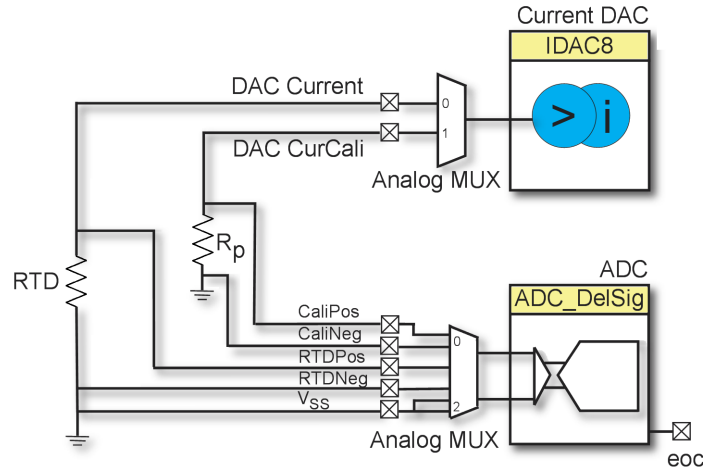 Current DAC
IDAC8
DAC Current
0
> i
1
DAC CurCali
Analog MUX
Rp
RTD
ADC
ADC_DelSig
CaliPos
CaliNeg
0
RTDPos
RTDNeg
VSS
2
Analog MUX
eoc